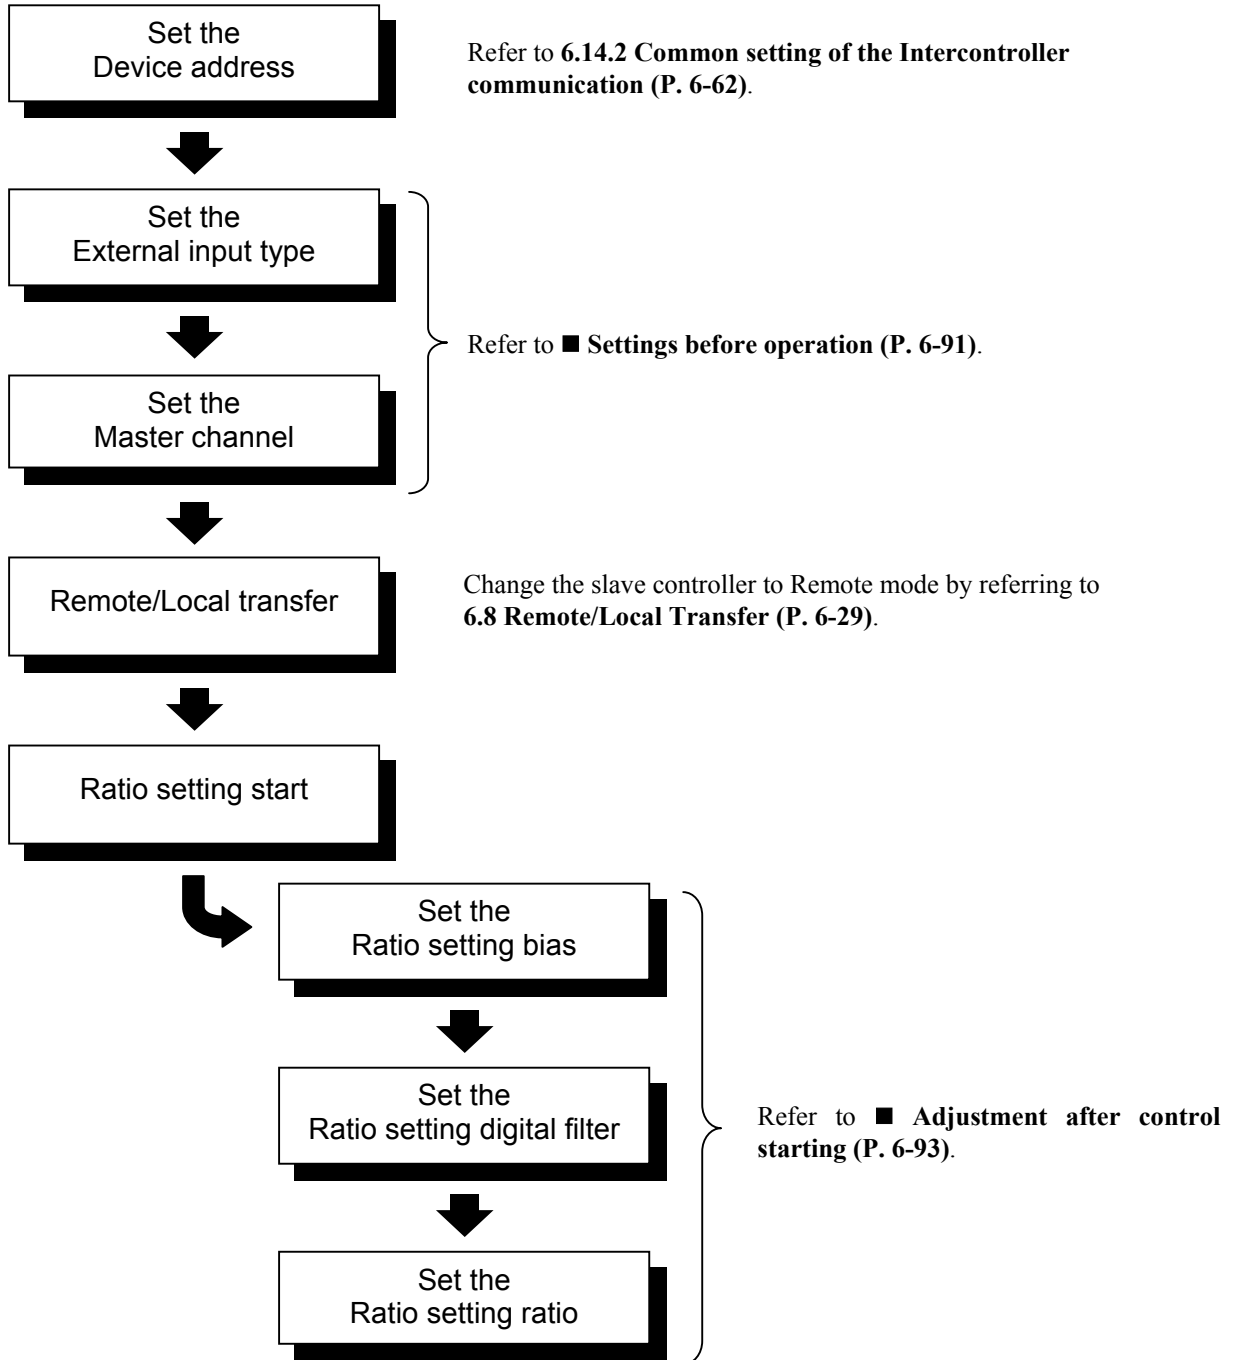 Set the
Device address
Refer to 6.14.2 Common setting of the Intercontroller
communication (P. 6-62).
Set the
External input type
Refer to ■ Settings before operation (P. 6-91).
Set the
Master channel
Remote/Local transfer
Change the slave controller to Remote mode by referring to
6.8 Remote/Local Transfer (P. 6-29).
Ratio setting start
Set the
Ratio setting bias
Set the
Ratio setting digital filter
Refer to ■ Adjustment after control
starting (P. 6-93).
Set the
Ratio setting ratio